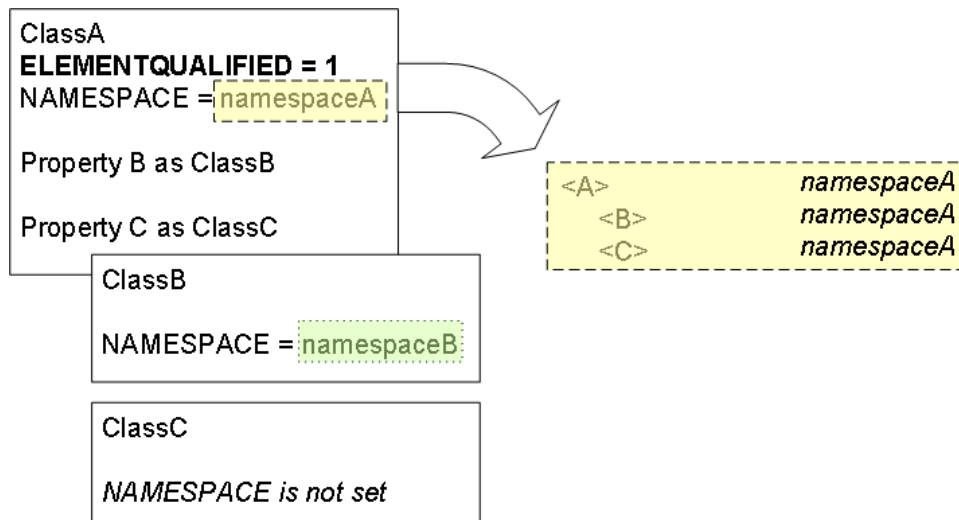 ClassA
ELEMENTQUALIFIED = 1
NAMESPACE = namespaceA
Property B as ClassB
Property C as ClassC
<A> namespaceA
<B> namespaceA
<C> namespaceA
ClassB
NAMESPACE = namespaceB
ClassC
NAMESPACE is not set